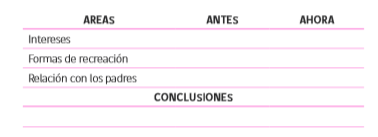 AREAS ANTES AHORA
Intereses
Formas de recreación
Relación con los padres
CONCLUSIONES